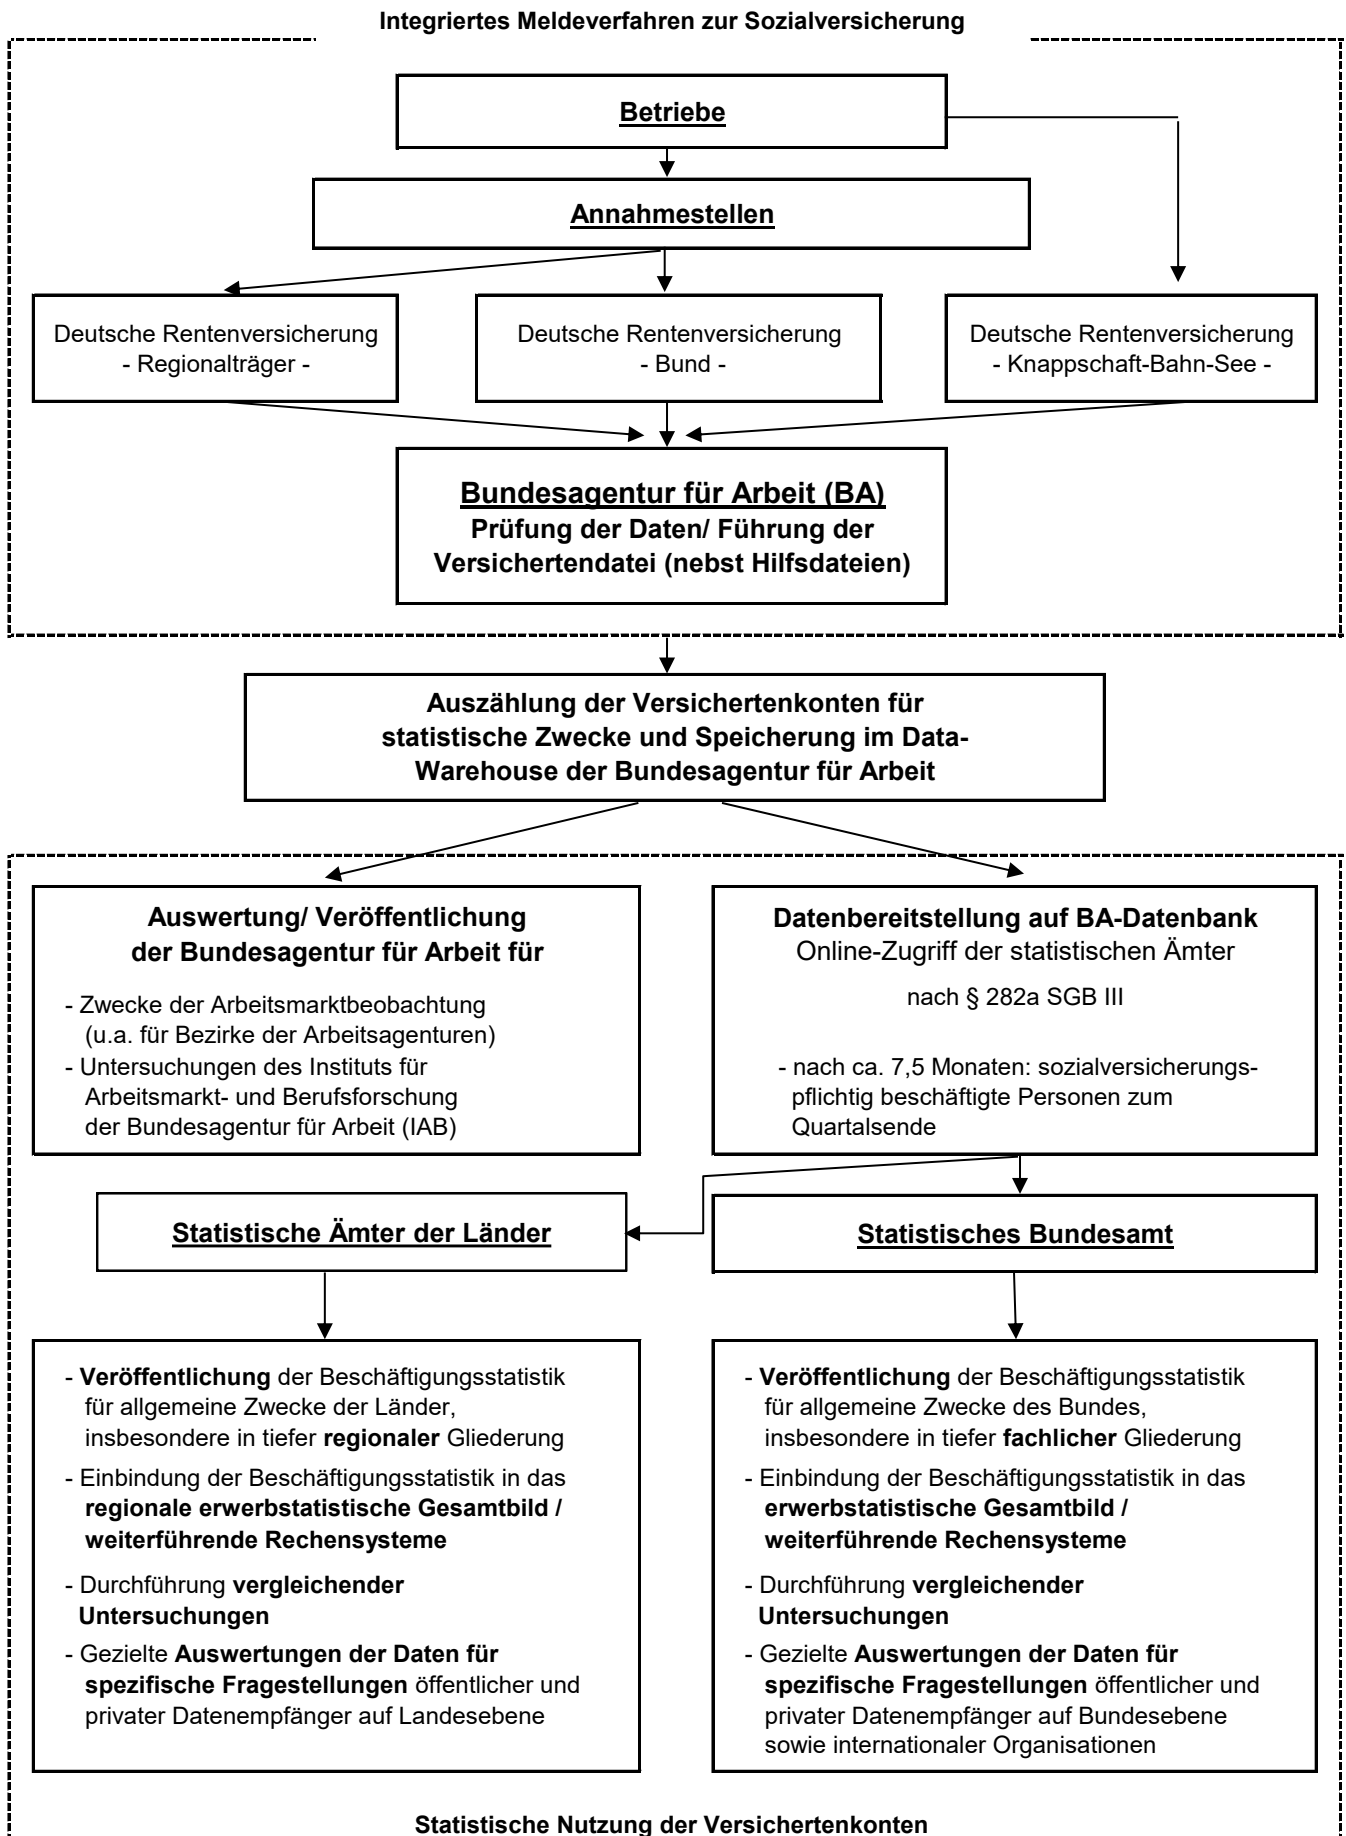 Integriertes Meldeverfahren zur Sozialversicherung
Betriebe
Annahmestellen
Deutsche Rentenversicherung
- Regionalträger -
Deutsche Rentenversicherung
- Bund -
Deutsche Rentenversicherung
- Knappschaft-Bahn-See -
Bundesagentur für Arbeit (BA)
Prüfung der Daten/ Führung der
Versichertendatei (nebst Hilfsdateien)
Auszählung der Versichertenkonten für
statistische Zwecke und Speicherung im Data-
Warehouse der Bundesagentur für Arbeit
Auswertung/ Veröffentlichung
der Bundesagentur für Arbeit für
- Zwecke der Arbeitsmarktbeobachtung
(u.a. für Bezirke der Arbeitsagenturen)
- Untersuchungen des Instituts für
Arbeitsmarkt- und Berufsforschung
der Bundesagentur für Arbeit (IAB)
Datenbereitstellung auf BA-Datenbank
Online-Zugriff der statistischen Ämter
nach § 282a SGB III
- nach ca. 7,5 Monaten: sozialversicherungs-
pflichtig beschäftigte Personen zum
Quartalsende
Statistische Ämter der Länder
Statistisches Bundesamt
- Veröffentlichung der Beschäftigungsstatistik
für allgemeine Zwecke der Länder,
insbesondere in tiefer regionaler Gliederung
- Einbindung der Beschäftigungsstatistik in das
regionale erwerbstatistische Gesamtbild /
weiterführende Rechensysteme
- Durchführung vergleichender
Untersuchungen
- Gezielte Auswertungen der Daten für
spezifische Fragestellungen öffentlicher und
privater Datenempfänger auf Landesebene
- Veröffentlichung der Beschäftigungsstatistik
für allgemeine Zwecke des Bundes,
insbesondere in tiefer fachlicher Gliederung
- Einbindung der Beschäftigungsstatistik in das
erwerbstatistische Gesamtbild /
weiterführende Rechensysteme
- Durchführung vergleichender
Untersuchungen
- Gezielte Auswertungen der Daten für
spezifische Fragestellungen öffentlicher und
privater Datenempfänger auf Bundesebene
sowie internationaler Organisationen
Statistische Nutzung der Versichertenkonten